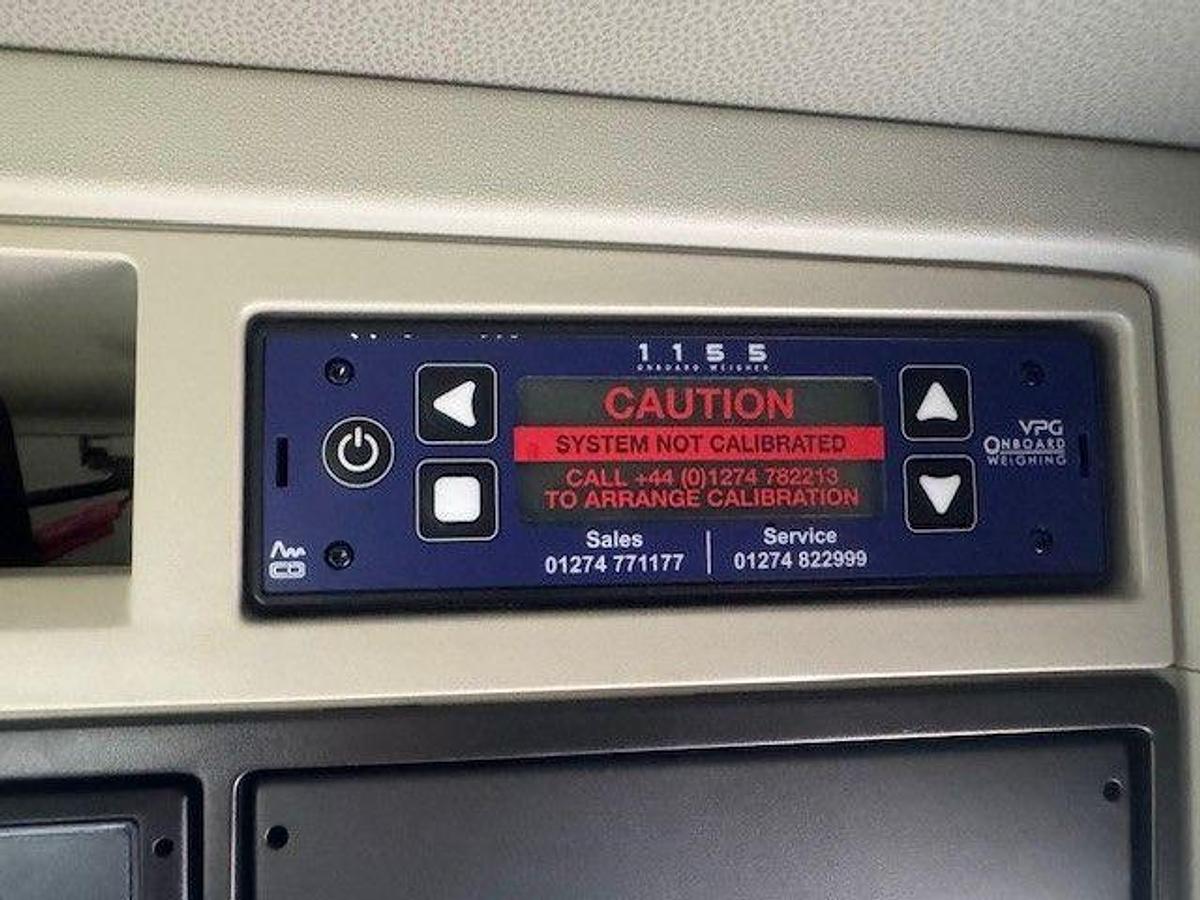 1155
ONBOARD WEIGHER
CAUTION
SYSTEM NOT CALIBRATED
CALL +44 (0)1274 782213
TO ARRANGE CALIBRATION
Sales
01274 771177
Service
01274 822999
VPG
ONBOARD
WEIGHING